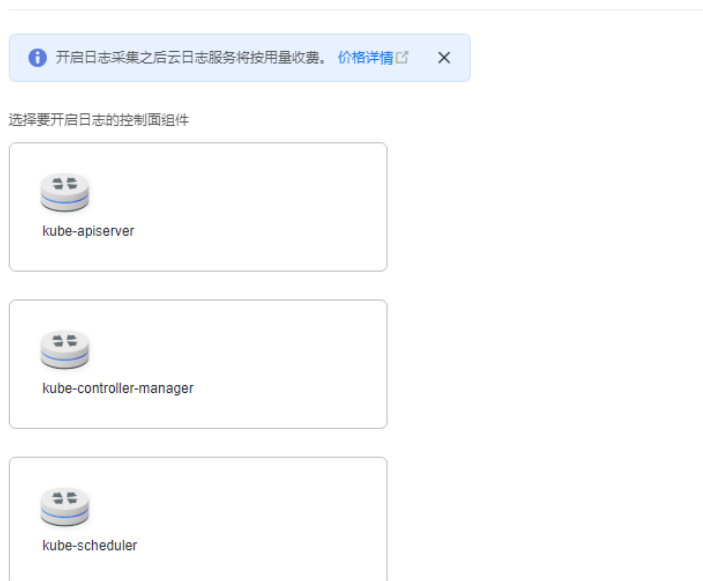 开启日志采集之后云日志服务将按用量收费。 价格详情
选择要开启日志的控制面组件
kube-apiserver
kube-controller-manager
kube-scheduler